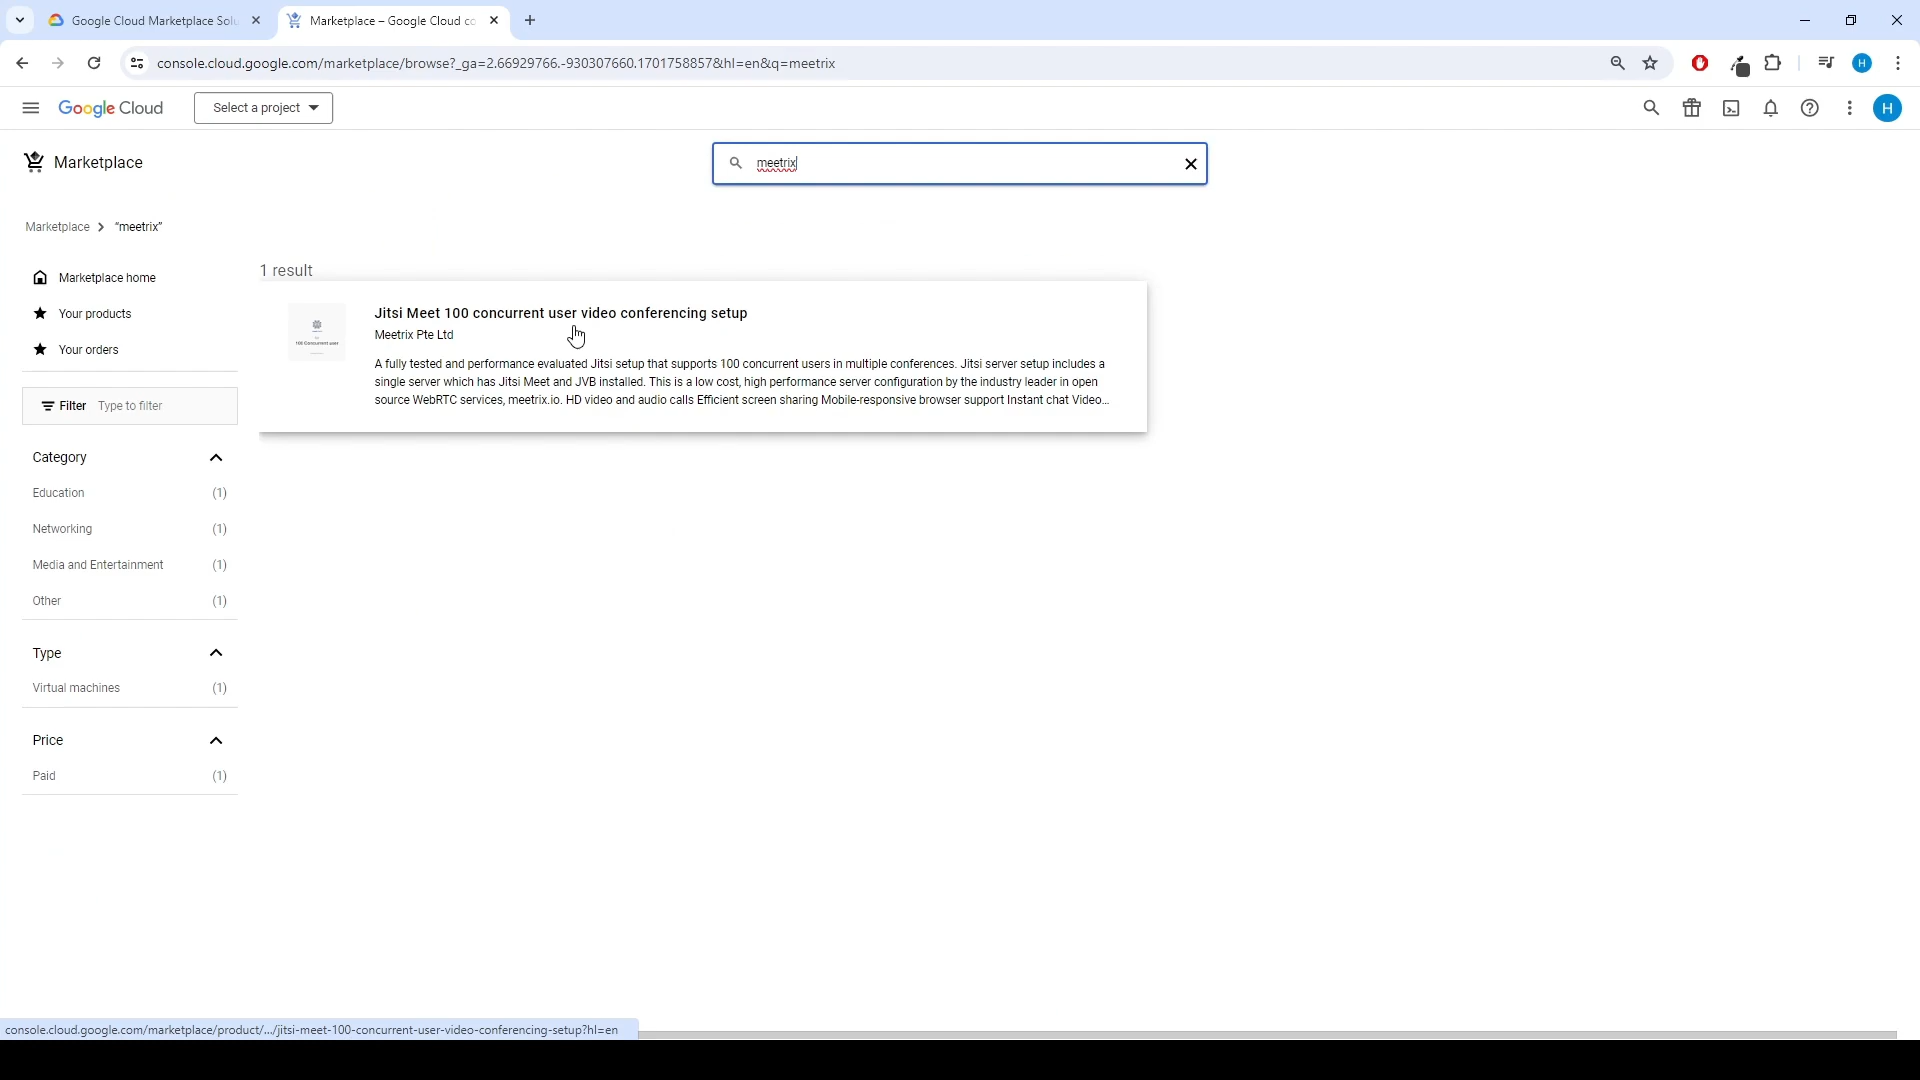 Google Cloud Marketplace Solu
Marketplace – Google Cloud co
console.cloud.google.com/marketplace/browse?_ga=2.66929766.-930307660.1701758857&hl=en&q=meetrix
H
Google Cloud
Select a project
H
Marketplace
meetrix
Marketplace > "meetrix"
Marketplace home
Your products
Your orders
Filter Type to filter
Category
Education (1)
Networking (1)
Media and Entertainment (1)
Other (1)
Type
Virtual machines (1)
Price
Paid (1)
1 result
100 Concurrent user
Jitsi Meet 100 concurrent user video conferencing setup
Meetrix Pte Ltd
A fully tested and performance evaluated Jitsi setup that supports 100 concurrent users in multiple conferences. Jitsi server setup includes a
single server which has Jitsi Meet and JVB installed. This is a low cost, high performance server configuration by the industry leader in open
source WebRTC services, meetrix.io. HD video and audio calls Efficient screen sharing Mobile-responsive browser support Instant chat Video...
console.cloud.google.com/marketplace/product/.../jitsi-meet-100-concurrent-user-video-conferencing-setup?hl=en